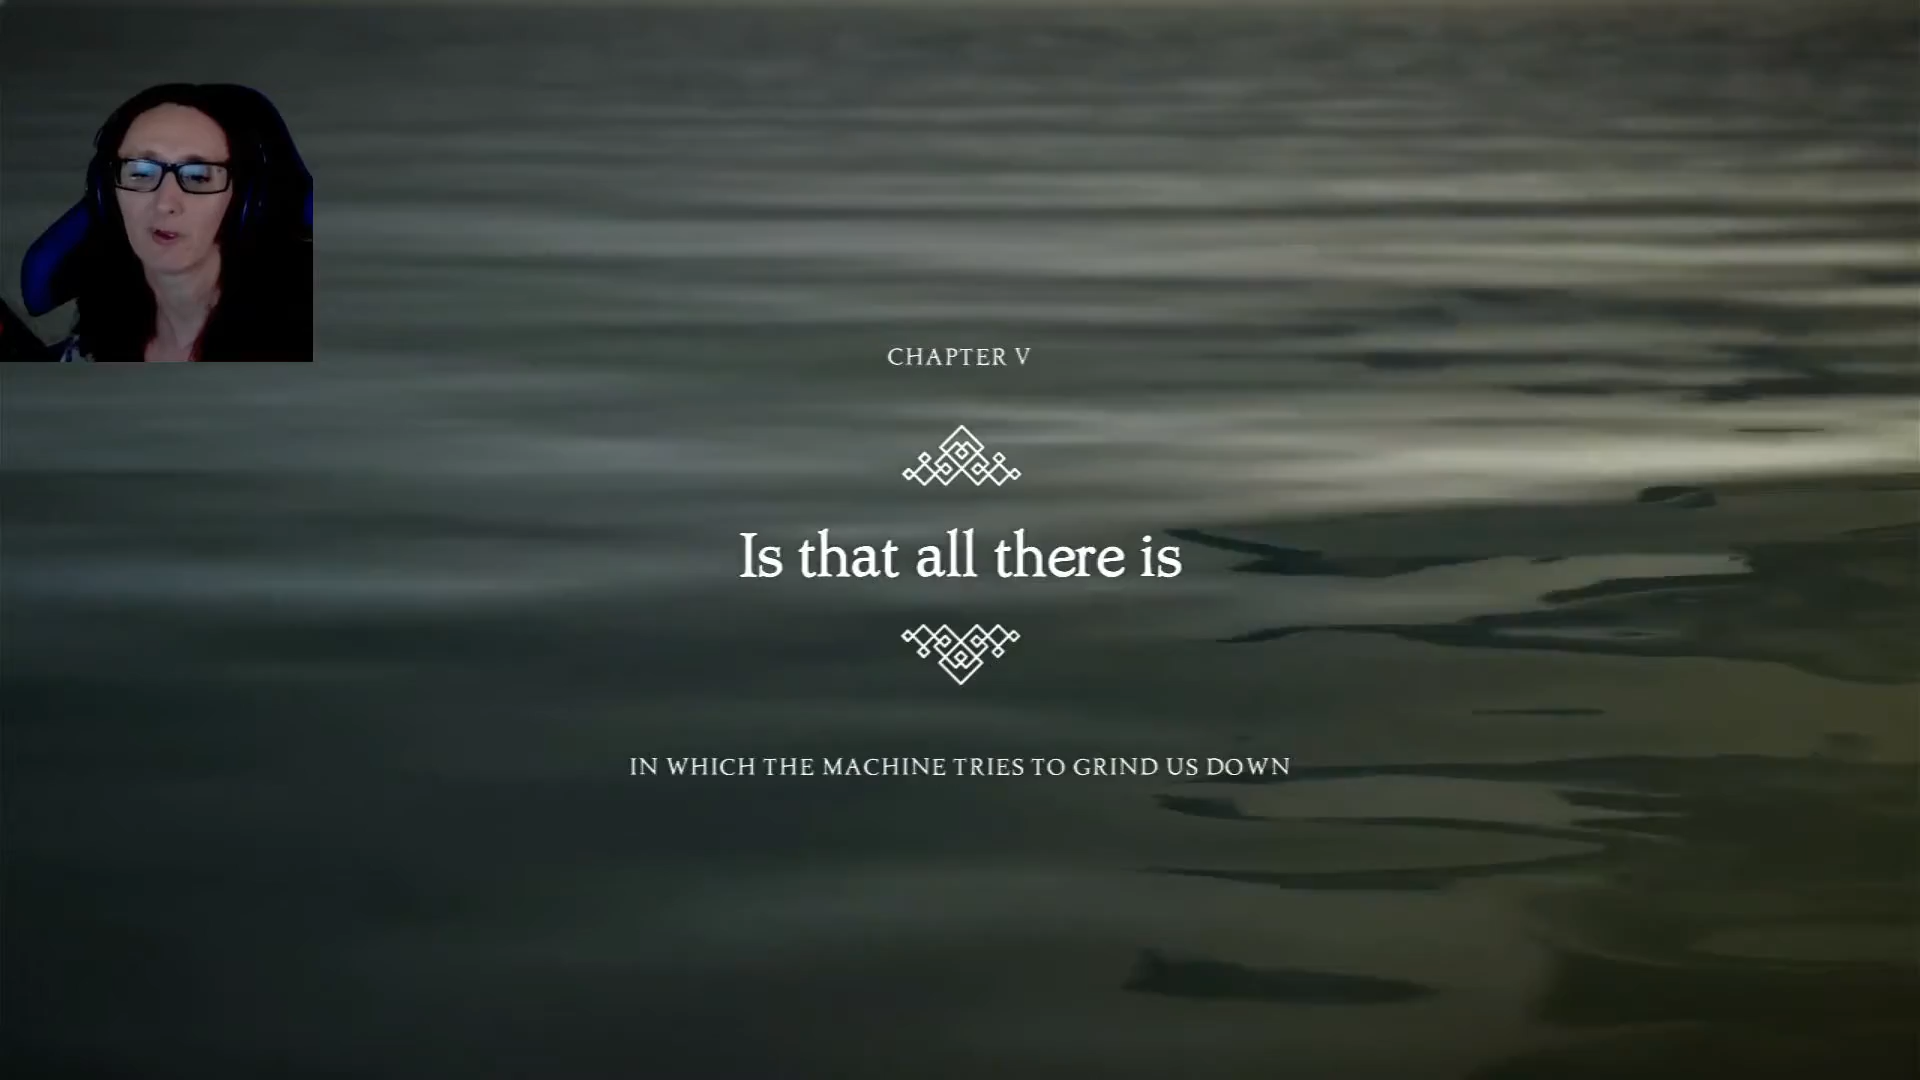 CHAPTER V
Is that all there is
IN WHICH THE MACHINE TRIES TO GRIND US DOWN